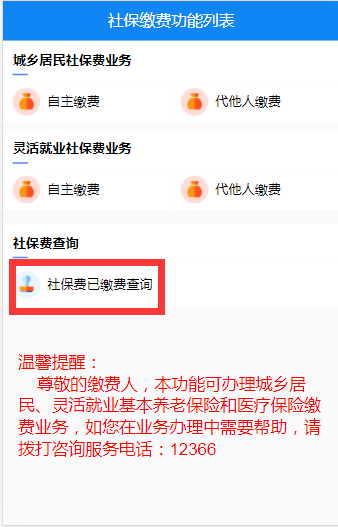 社保缴费功能列表
城乡居民社保费业务
自主缴费 代他人缴费
灵活就业社保费业务
自主缴费 代他人缴费
社保费查询
社保费已缴费查询
温馨提醒：
尊敬的缴费人，本功能可办理城乡居
民、灵活就业基本养老保险和医疗保险缴
费业务，如您在业务办理中需要帮助，请
拨打咨询服务电话：12366